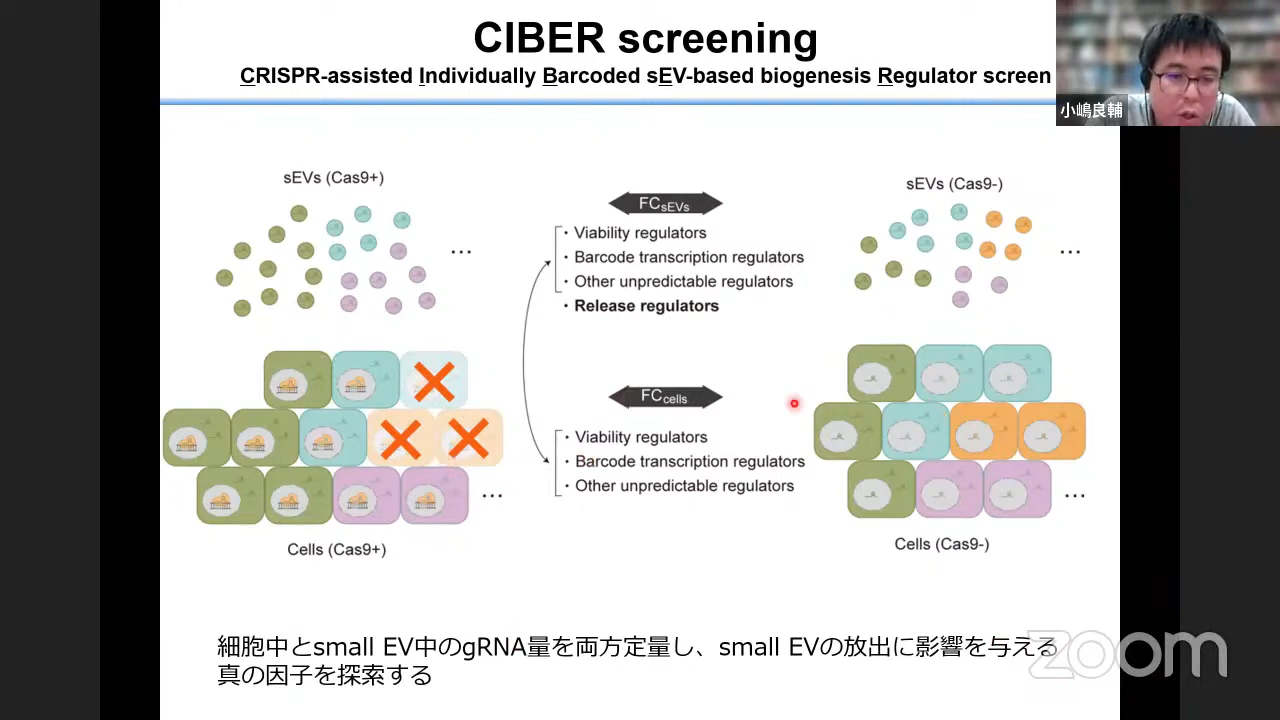 CIBER screening
CRISPR-assisted Individually Barcoded sEV-based biogenesis Regulator screen
小嶋良輔
sEVs (Cas9+)
FCsEVs
・Viability regulators
・Barcode transcription regulators
・Other unpredictable regulators
・Release regulators
sEVs (Cas9-)
...
...
FCcells
・Viability regulators
・Barcode transcription regulators
・Other unpredictable regulators
...
...
Cells (Cas9+)
Cells (Cas9-)
細胞中とsmall EV中のgRNA量を両方定量し、small EVの放出に影響を与える
真の因子を探索する
zoom